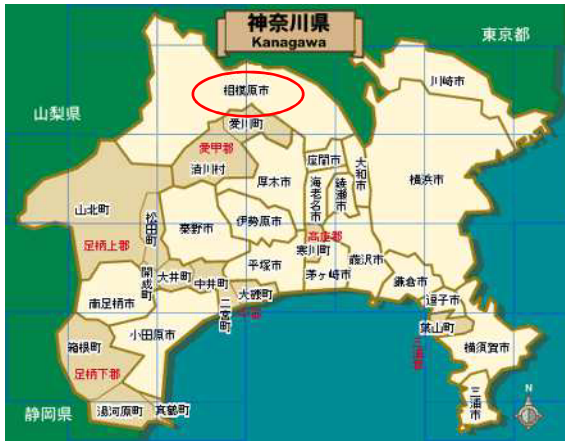 神奈川県
Kanagawa
東京都
川崎市
相模原市
山梨県
愛川町
愛甲郡
清川村
座間市
大和市
厚木市
海老名市
綾瀬市
横浜市
山北町
松田町
秦野市
伊勢原市
足柄上郡
高座郡
寒川町
藤沢市
開成町
大井町
中井町
平塚市
茅ヶ崎市
鎌倉市
南足柄市
二宮町
大磯町
逗子市
葉山町
小田原市
箱根町
横須賀市
足柄下郡
三浦郡
三浦市
湯河原町
真鶴町
静岡県
N